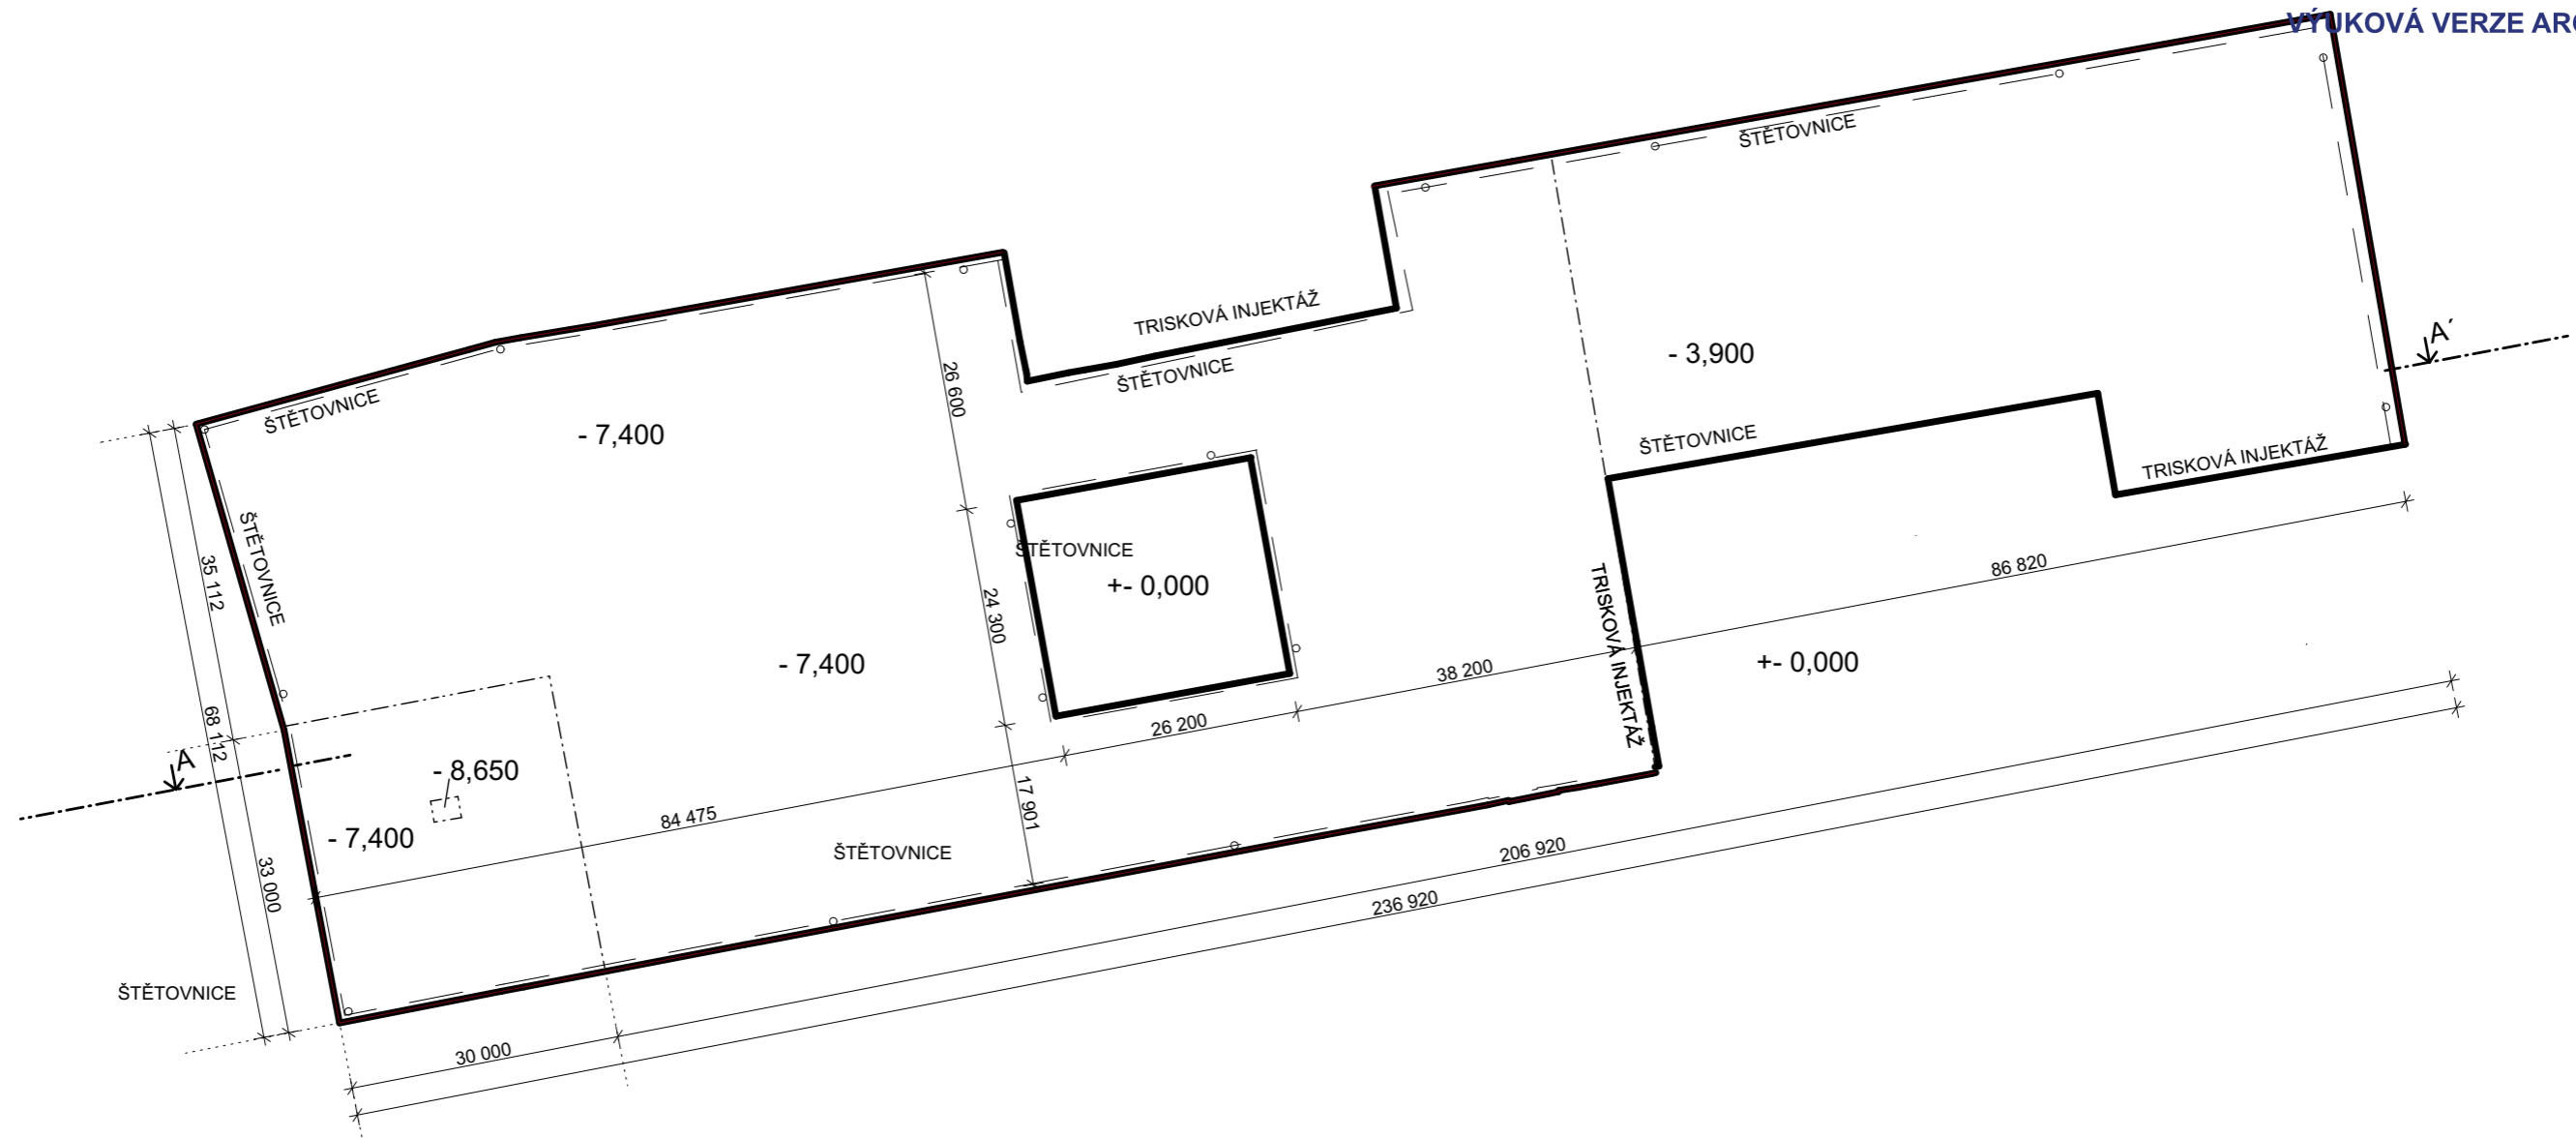 VÝUKOVÁ VERZE ARC
ŠTĚTOVNICE
TRISKOVÁ INJEKTÁŽ
ŠTĚTOVNICE
A´
- 3,900
26 600
ŠTĚTOVNICE
- 7,400
ŠTĚTOVNICE
TRISKOVÁ INJEKTÁŽ
ŠTĚTOVNICE
35 112
ŠTĚTOVNICE
+- 0,000
86 820
24 300
TRISKOVÁ INJEKTÁŽ
- 7,400
38 200
+- 0,000
68 112
26 200
A
- 8,650
17 901
84 475
- 7,400
ŠTĚTOVNICE
206 920
33 000
236 920
ŠTĚTOVNICE
30 000